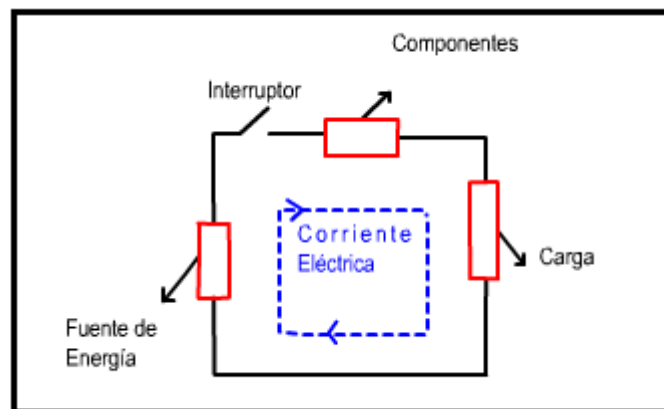 Componentes
Interruptor
Corriente
Eléctrica
Carga
Fuente de
Energía